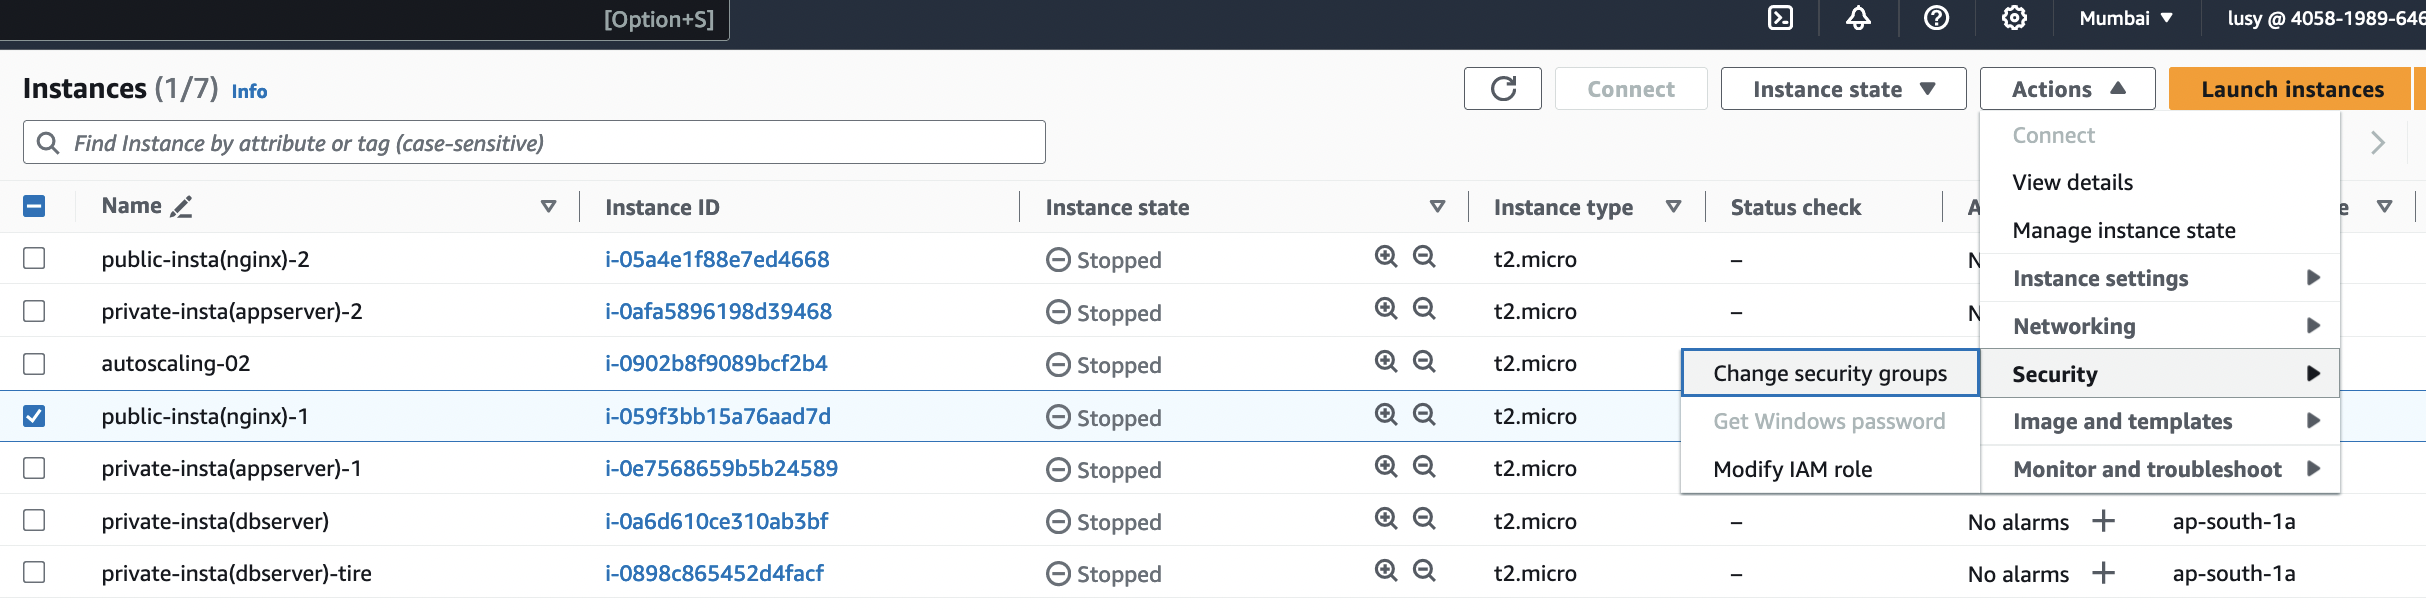 [Option+S]
Mumbai ▼
lusy @ 4058-1989-646
Instances (1/7) Info
Connect
Instance state ▼
Actions ▲
Launch instances
Find Instance by attribute or tag (case-sensitive)
Connect
View details
Manage instance state
Instance settings
Networking
Security
Image and templates
Monitor and troubleshoot
Change security groups
Get Windows password
Modify IAM role
Name Instance ID Instance state Instance type Status check A e
public-insta(nginx)-2 i-05a4e1f88e7ed4668 Stopped t2.micro – N
private-insta(appserver)-2 i-0afa5896198d39468 Stopped t2.micro – N
autoscaling-02 i-0902b8f9089bcf2b4 Stopped t2.micro
public-insta(nginx)-1 i-059f3bb15a76aad7d Stopped t2.micro
private-insta(appserver)-1 i-0e7568659b5b24589 Stopped t2.micro
private-insta(dbserver) i-0a6d610ce310ab3bf Stopped t2.micro – No alarms + ap-south-1a
private-insta(dbserver)-tire i-0898c865452d4facf Stopped t2.micro – No alarms + ap-south-1a